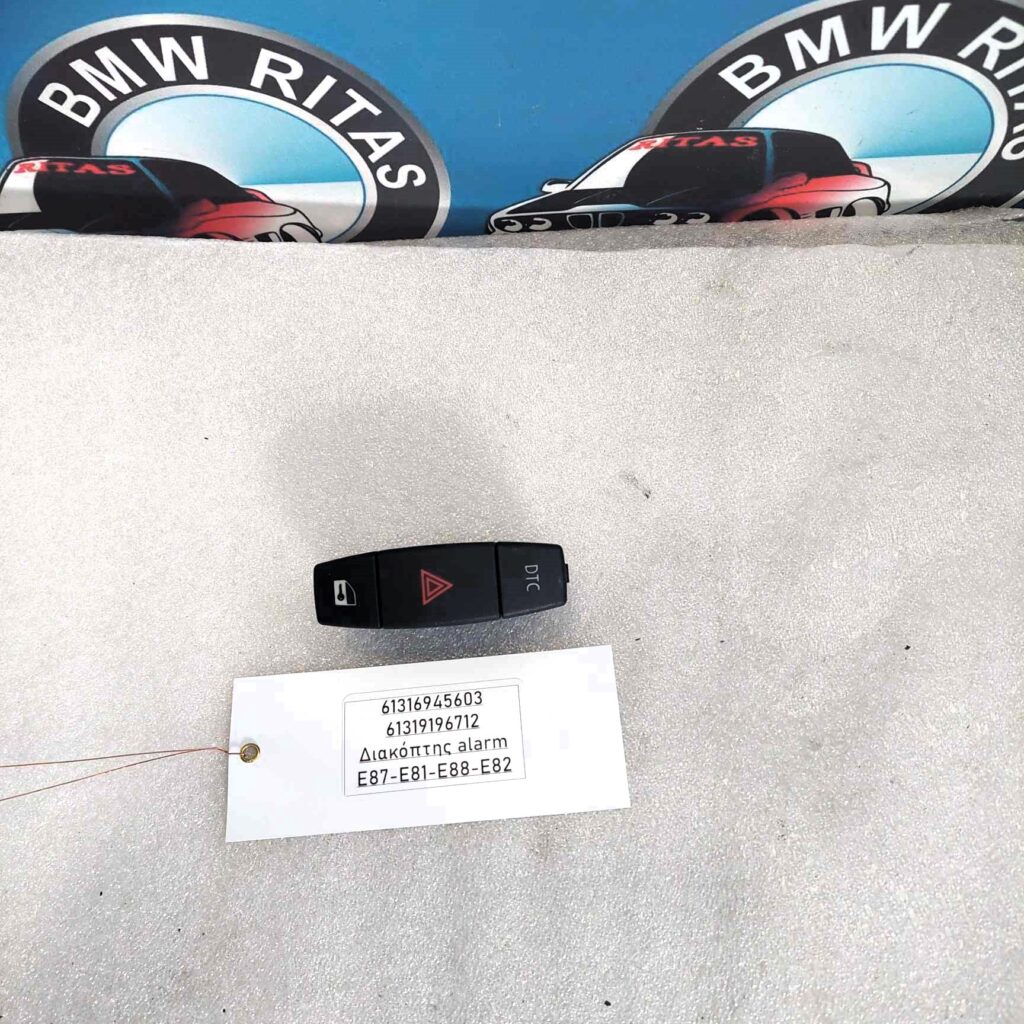 BMW RITAS
RITAS
BMW RITAS
RITAS
DTC
61316945603
61319196712
Διακόπτης alarm
E87-E81-E88-E82